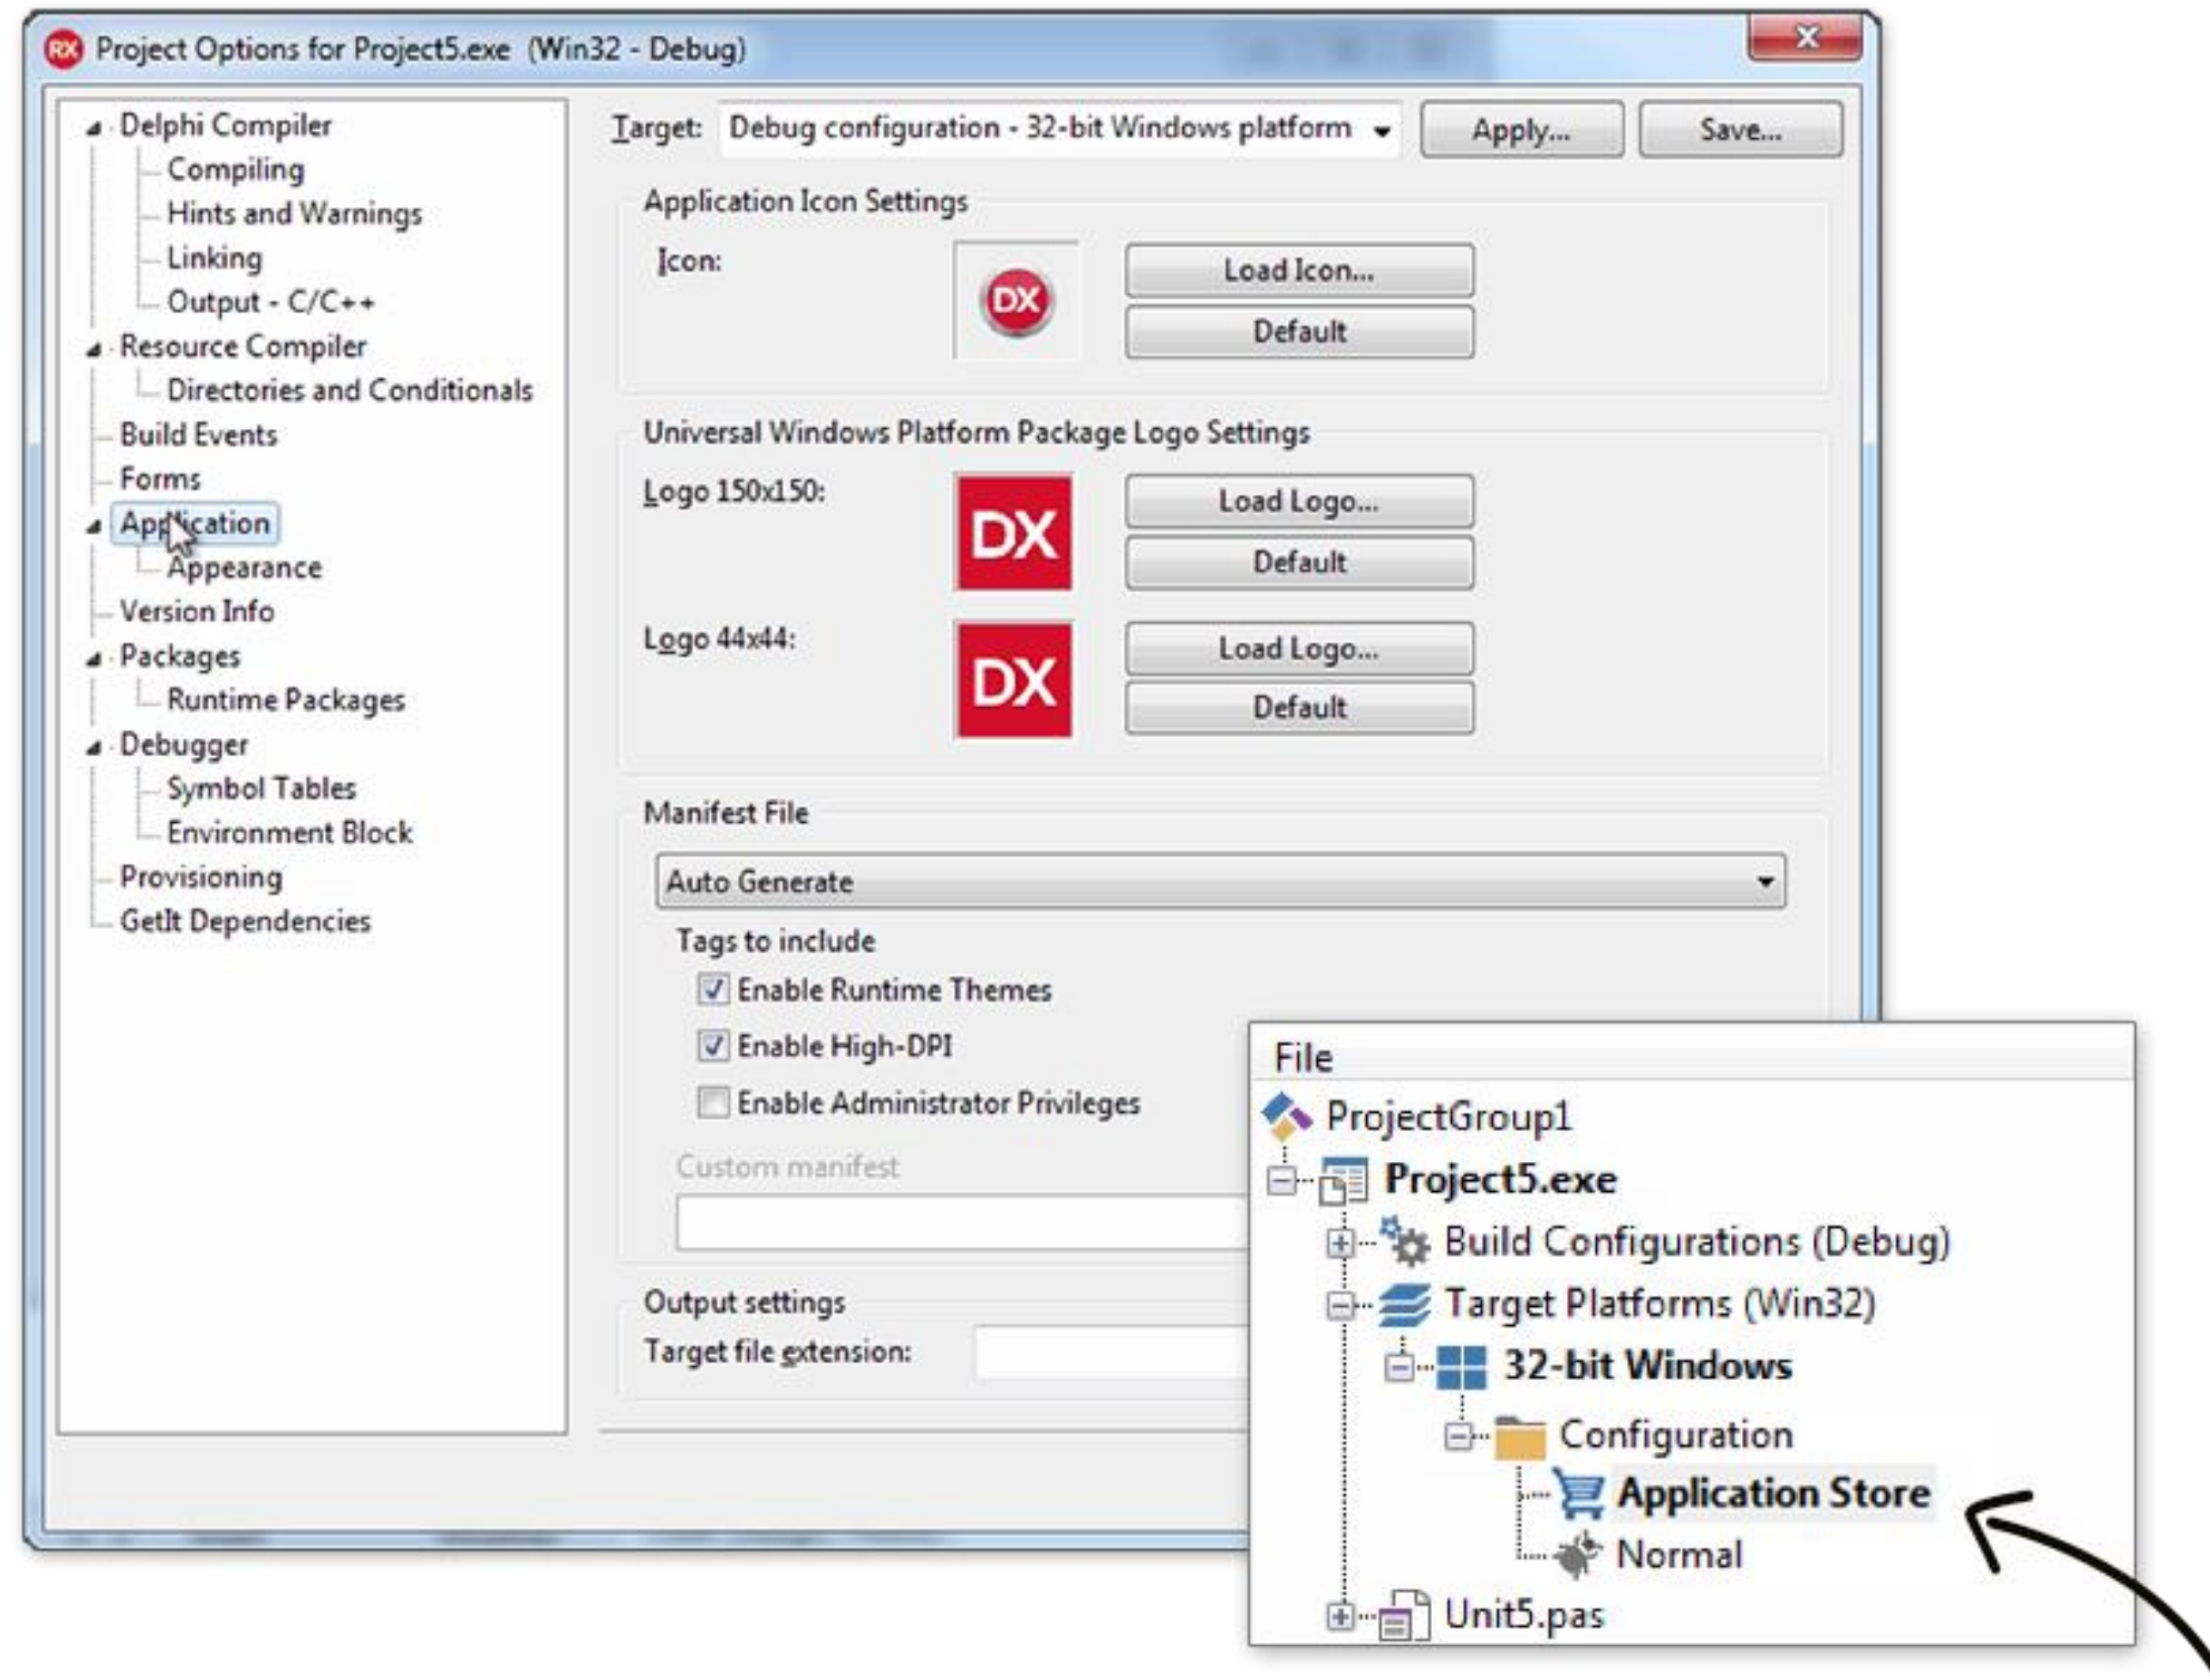 RX Project Options for Project5.exe (Win32 - Debug)
Delphi Compiler
Compiling
Hints and Warnings
Linking
Output - C/C++
Resource Compiler
Directories and Conditionals
Build Events
Forms
Application
Appearance
Version Info
Packages
Runtime Packages
Debugger
Symbol Tables
Environment Block
Provisioning
GetIt Dependencies
Target: Debug configuration - 32-bit Windows platform Apply... Save...
Application Icon Settings
Icon: DX Load Icon...
Default
Universal Windows Platform Package Logo Settings
Logo 150x150: DX Load Logo...
Default
Logo 44x44: DX Load Logo...
Default
Manifest File
Auto Generate
Tags to include
Enable Runtime Themes
Enable High-DPI
Enable Administrator Privileges
Custom manifest
Output settings
Target file extension:
File
ProjectGroup1
Project5.exe
Build Configurations (Debug)
Target Platforms (Win32)
32-bit Windows
Configuration
Application Store
Normal
Unit5.pas